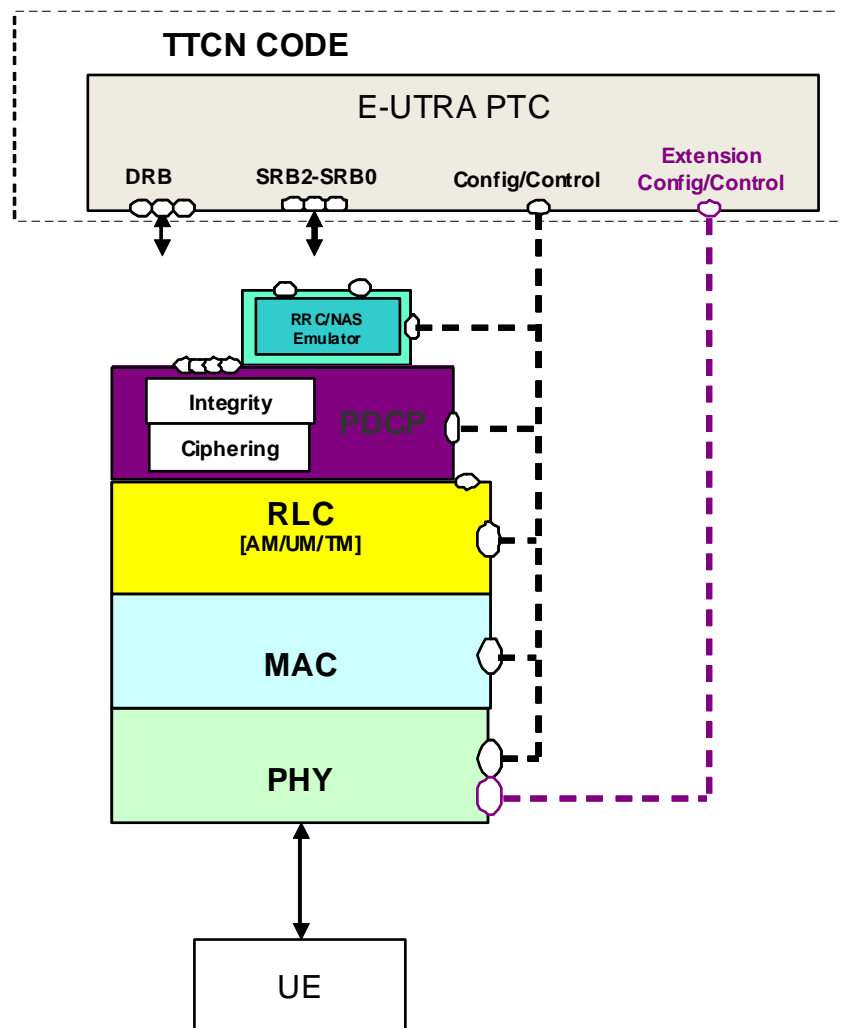 TTCN CODE
E-UTRA PTC
DRB
SRB2-SRB0
Config/Control
Extension
Config/Control
RRC/NAS
Emulator
Integrity
PDCP
Ciphering
RLC
[AM/UM/TM]
MAC
PHY
UE